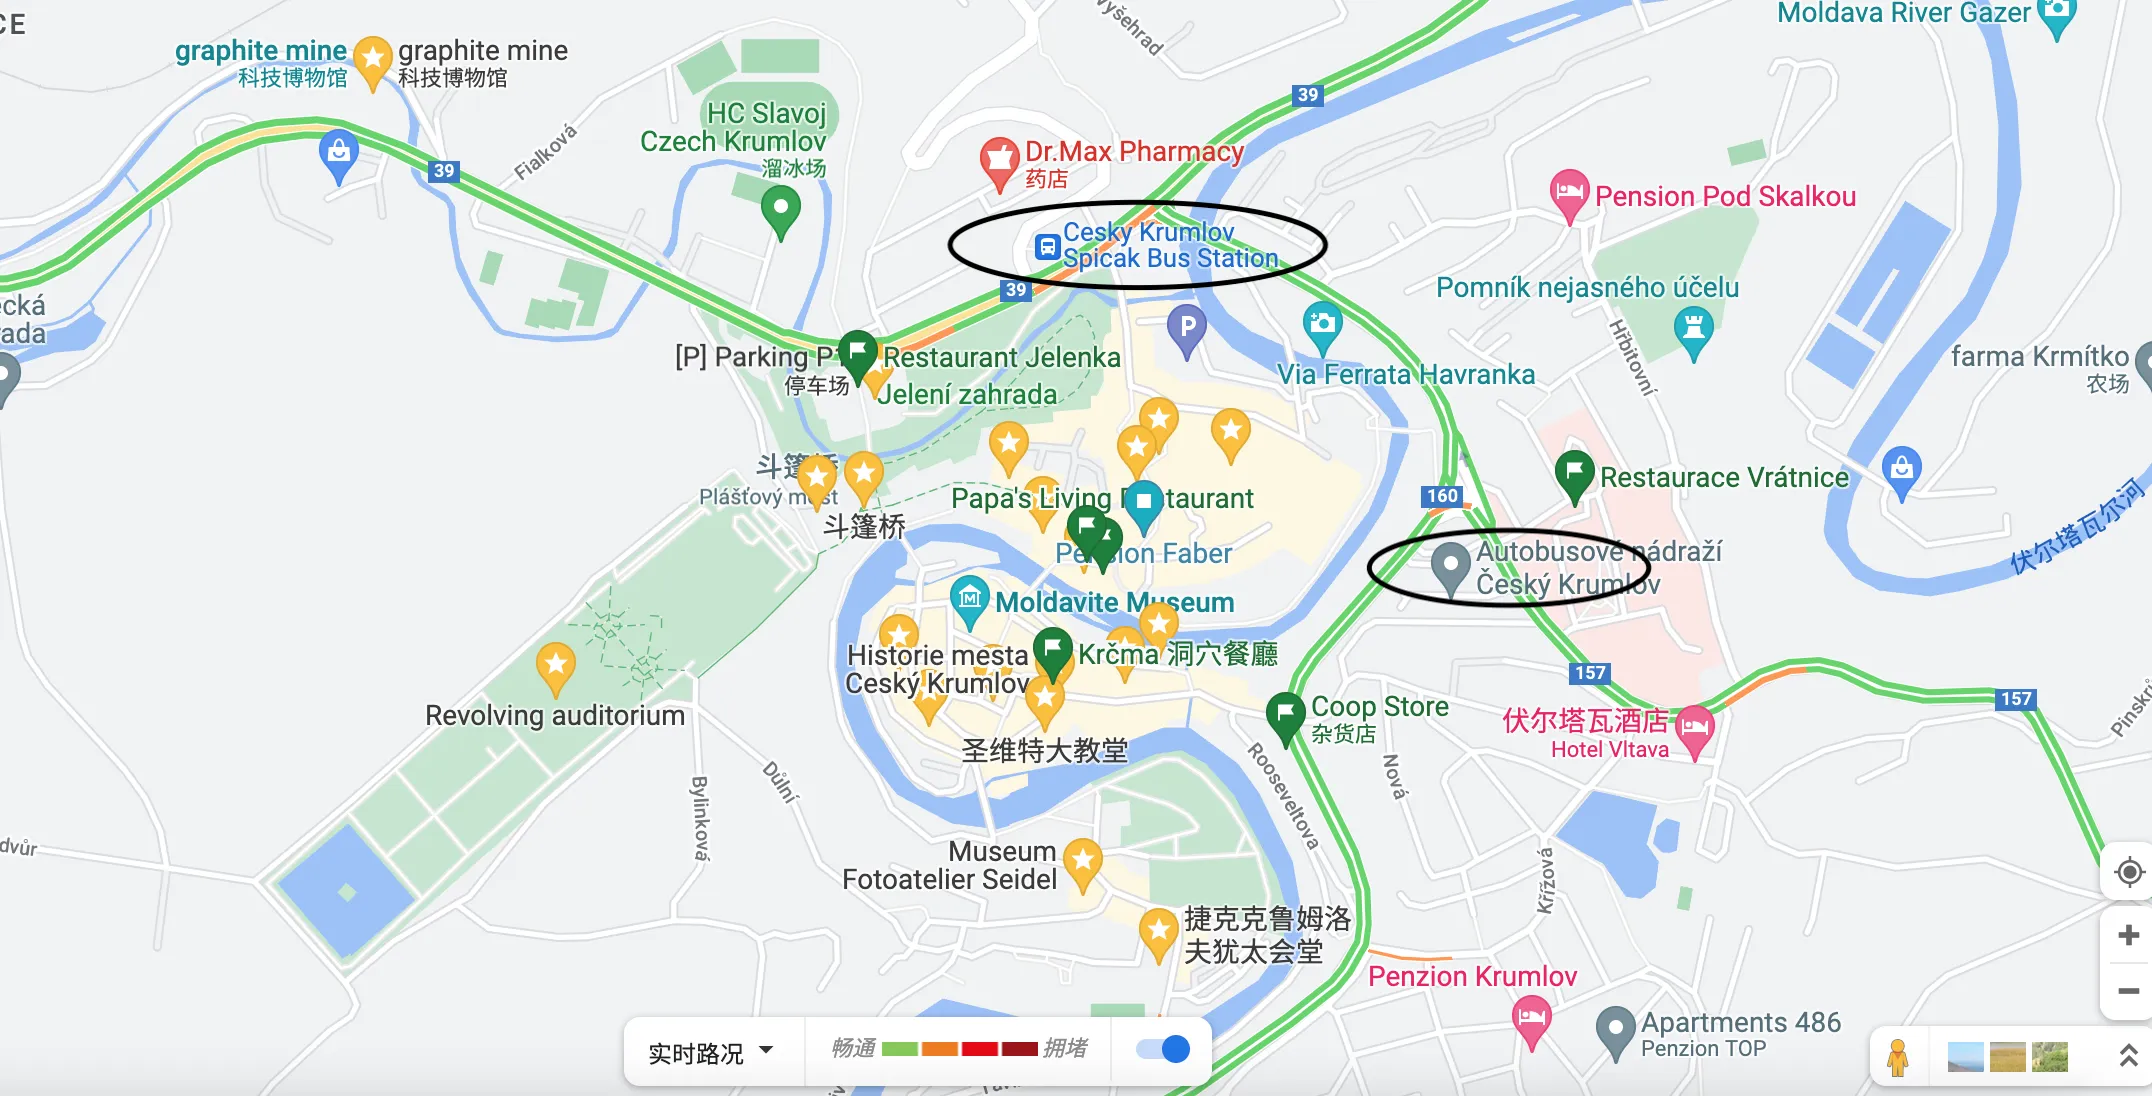 CE
Vyšehrad
Moldava River Gazer
graphite mine
科技博物馆
graphite mine
科技博物馆
39
HC Slavoj
Czech Krumlov
溜冰场
Fialková
39
Dr.Max Pharmacy
药店
Pension Pod Skalkou
Cesky Krumlov
Spicak Bus Station
39
Pomník nejasného účelu
ecká
rada
P
Hřbitovní
[P] Parking P1
停车场
Restaurant Jelenka
Jelení zahrada
Via Ferrata Havranka
farma Krmítko
农场
斗篷桥
Plášťový most
斗篷桥
Papa's Living Restaurant
160
Restaurace Vrátnice
伏尔塔瓦尔河
Pension Faber
Autobusové nádraží
Český Krumlov
Moldavite Museum
Historie mesta
Ceský Krumlov
Krčma 洞穴餐廳
157
157
Revolving auditorium
圣维特大教堂
Coop Store
杂货店
伏尔塔瓦酒店
Hotel Vltava
Pinskrů
Důlní
Bylinková
Rooseveltova
Nová
dvůr
Museum
Fotoatelier Seidel
Křížová
捷克克鲁姆洛
夫犹太会堂
Penzion Krumlov
Apartments 486
Penzion TOP
实时路况
畅通
拥堵